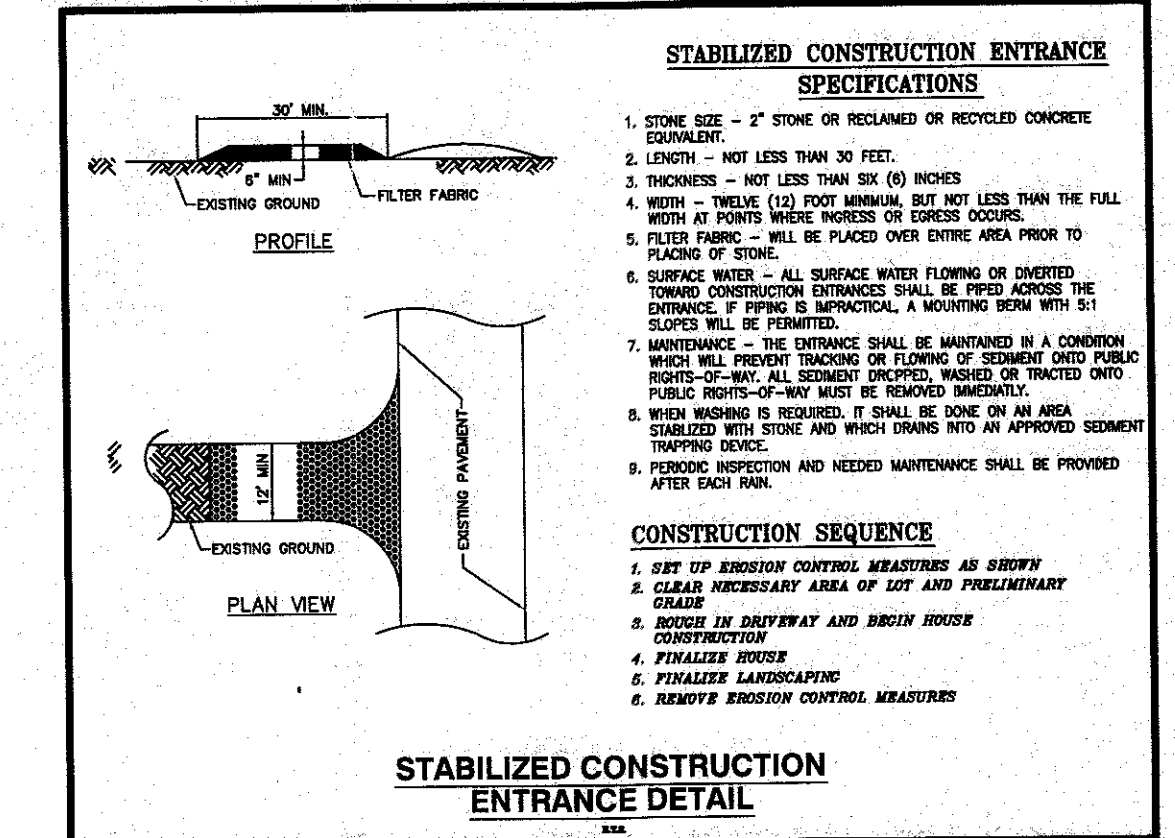 30' MIN.
6" MIN
EXISTING GROUND
FILTER FABRIC
PROFILE
12' MIN
EXISTING PAVEMENT
EXISTING GROUND
PLAN VIEW
STABILIZED CONSTRUCTION ENTRANCE
SPECIFICATIONS
1. STONE SIZE – 2" STONE OR RECLAIMED OR RECYCLED CONCRETE
EQUIVALENT.
2. LENGTH – NOT LESS THAN 30 FEET.
3. THICKNESS – NOT LESS THAN SIX (6) INCHES
4. WIDTH – TWELVE (12) FOOT MINIMUM, BUT NOT LESS THAN THE FULL
WIDTH AT POINTS WHERE INGRESS OR EGRESS OCCURS.
5. FILTER FABRIC – WILL BE PLACED OVER ENTIRE AREA PRIOR TO
PLACING OF STONE.
6. SURFACE WATER – ALL SURFACE WATER FLOWING OR DIVERTED
TOWARD CONSTRUCTION ENTRANCES SHALL BE PIPED ACROSS THE
ENTRANCE. IF PIPING IS IMPRACTICAL, A MOUNTING BERM WITH 5:1
SLOPES WILL BE PERMITTED.
7. MAINTENANCE – THE ENTRANCE SHALL BE MAINTAINED IN A CONDITION
WHICH WILL PREVENT TRACKING OR FLOWING OF SEDIMENT ONTO PUBLIC
RIGHTS–OF–WAY. ALL SEDIMENT DROPPED, WASHED OR TRACTED ONTO
PUBLIC RIGHTS–OF–WAY MUST BE REMOVED IMMEDIATLY.
8. WHEN WASHING IS REQUIRED. IT SHALL BE DONE ON AN AREA
STABLIZED WITH STONE AND WHICH DRAINS INTO AN APPROVED SEDIMENT
TRAPPING DEVICE.
9. PERIODIC INSPECTION AND NEEDED MAINTENANCE SHALL BE PROVIDED
AFTER EACH RAIN.
CONSTRUCTION SEQUENCE
1. SET UP EROSION CONTROL MEASURES AS SHOWN
2. CLEAR NECESSARY AREA OF LOT AND PRELIMINARY
GRADE
3. ROUGH IN DRIVEWAY AND BEGIN HOUSE
CONSTRUCTION
4. FINALIZE HOUSE
5. FINALIZE LANDSCAPING
6. REMOVE EROSION CONTROL MEASURES
STABILIZED CONSTRUCTION
ENTRANCE DETAIL